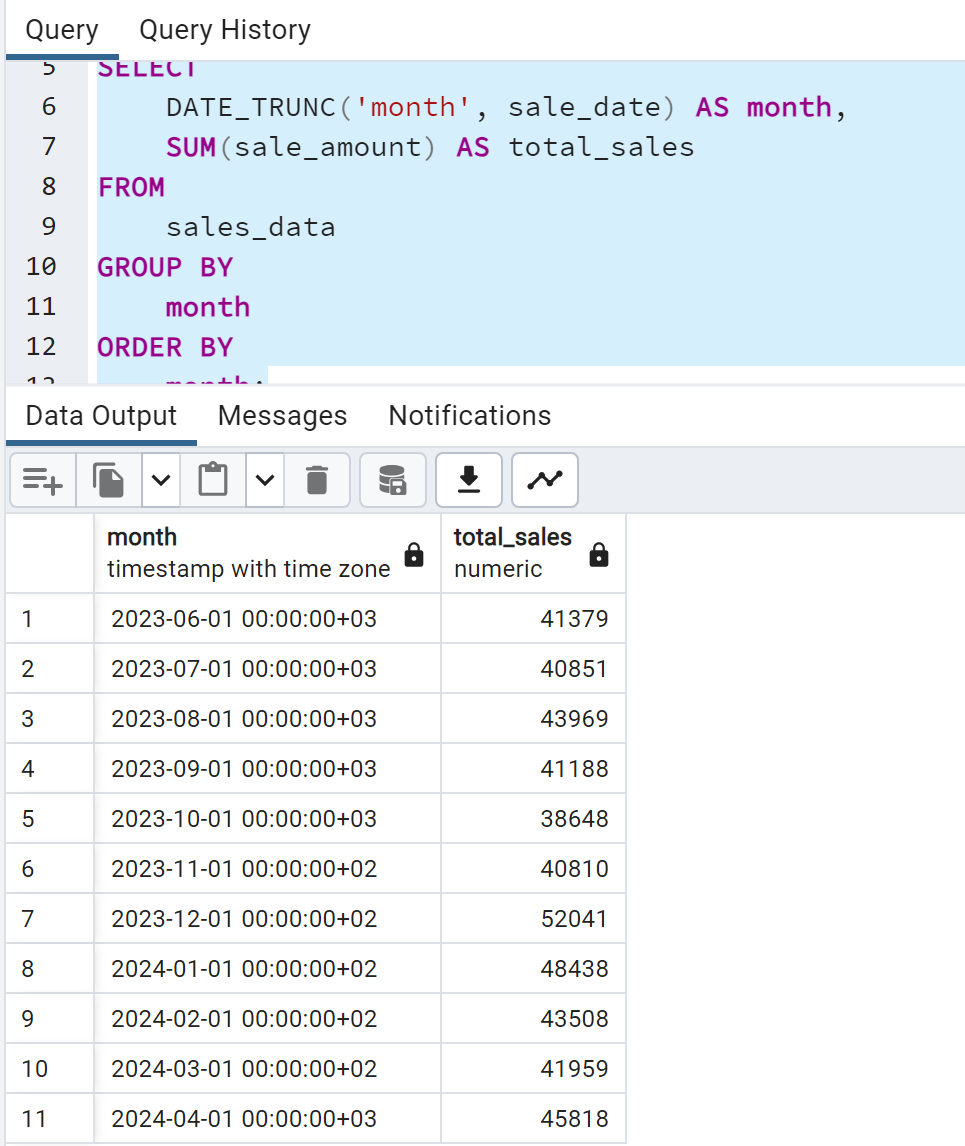 Query Query History
5 SELECT
6 DATE_TRUNC('month', sale_date) AS month,
7 SUM(sale_amount) AS total_sales
8 FROM
9 sales_data
10 GROUP BY
11 month
12 ORDER BY
13 month;
Data Output Messages Notifications
month total_sales
timestamp with time zone numeric
1 2023-06-01 00:00:00+03 41379
2 2023-07-01 00:00:00+03 40851
3 2023-08-01 00:00:00+03 43969
4 2023-09-01 00:00:00+03 41188
5 2023-10-01 00:00:00+03 38648
6 2023-11-01 00:00:00+02 40810
7 2023-12-01 00:00:00+02 52041
8 2024-01-01 00:00:00+02 48438
9 2024-02-01 00:00:00+02 43508
10 2024-03-01 00:00:00+02 41959
11 2024-04-01 00:00:00+03 45818